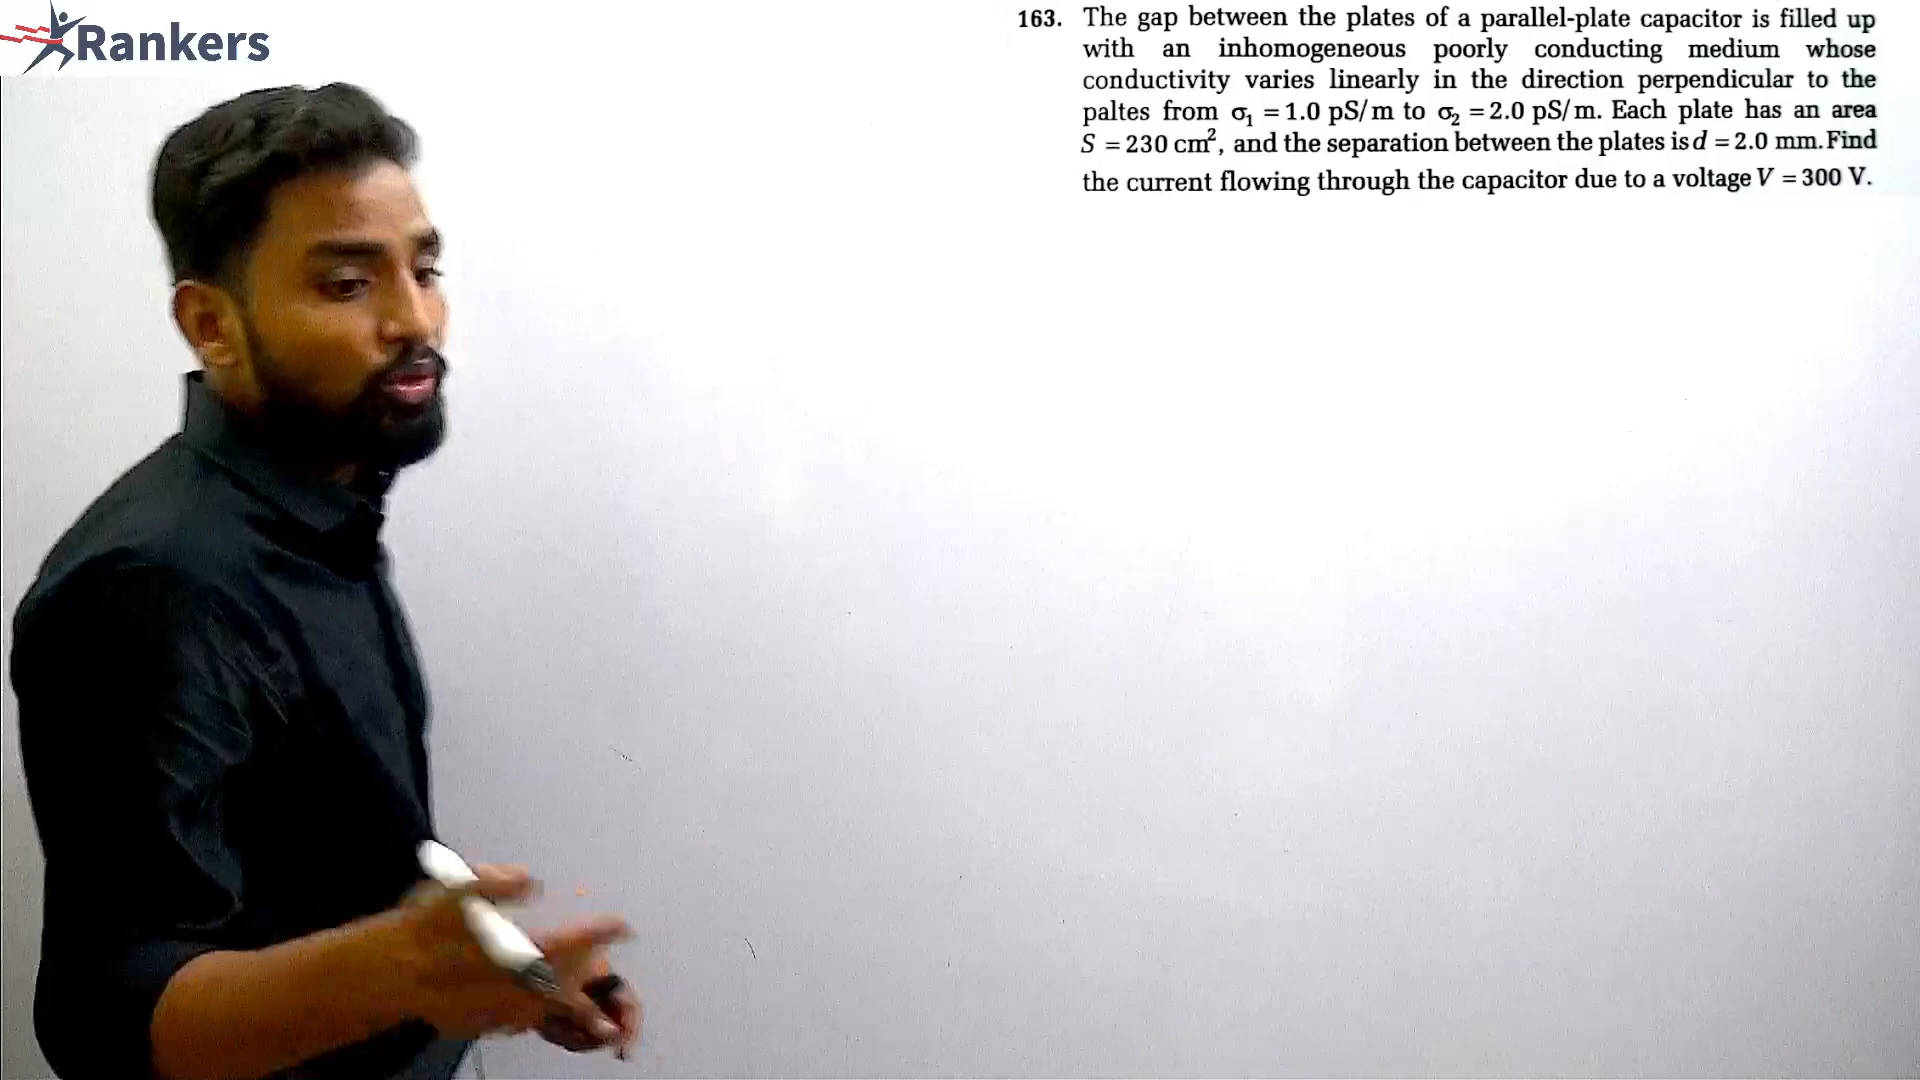 Rankers
163. The gap between the plates of a parallel-plate capacitor is filled up
with an inhomogeneous poorly conducting medium whose
conductivity varies linearly in the direction perpendicular to the
paltes from σ₁ = 1.0 pS/m to σ₂ = 2.0 pS/m. Each plate has an area
S = 230 cm², and the separation between the plates is d = 2.0 mm. Find
the current flowing through the capacitor due to a voltage V = 300 V.